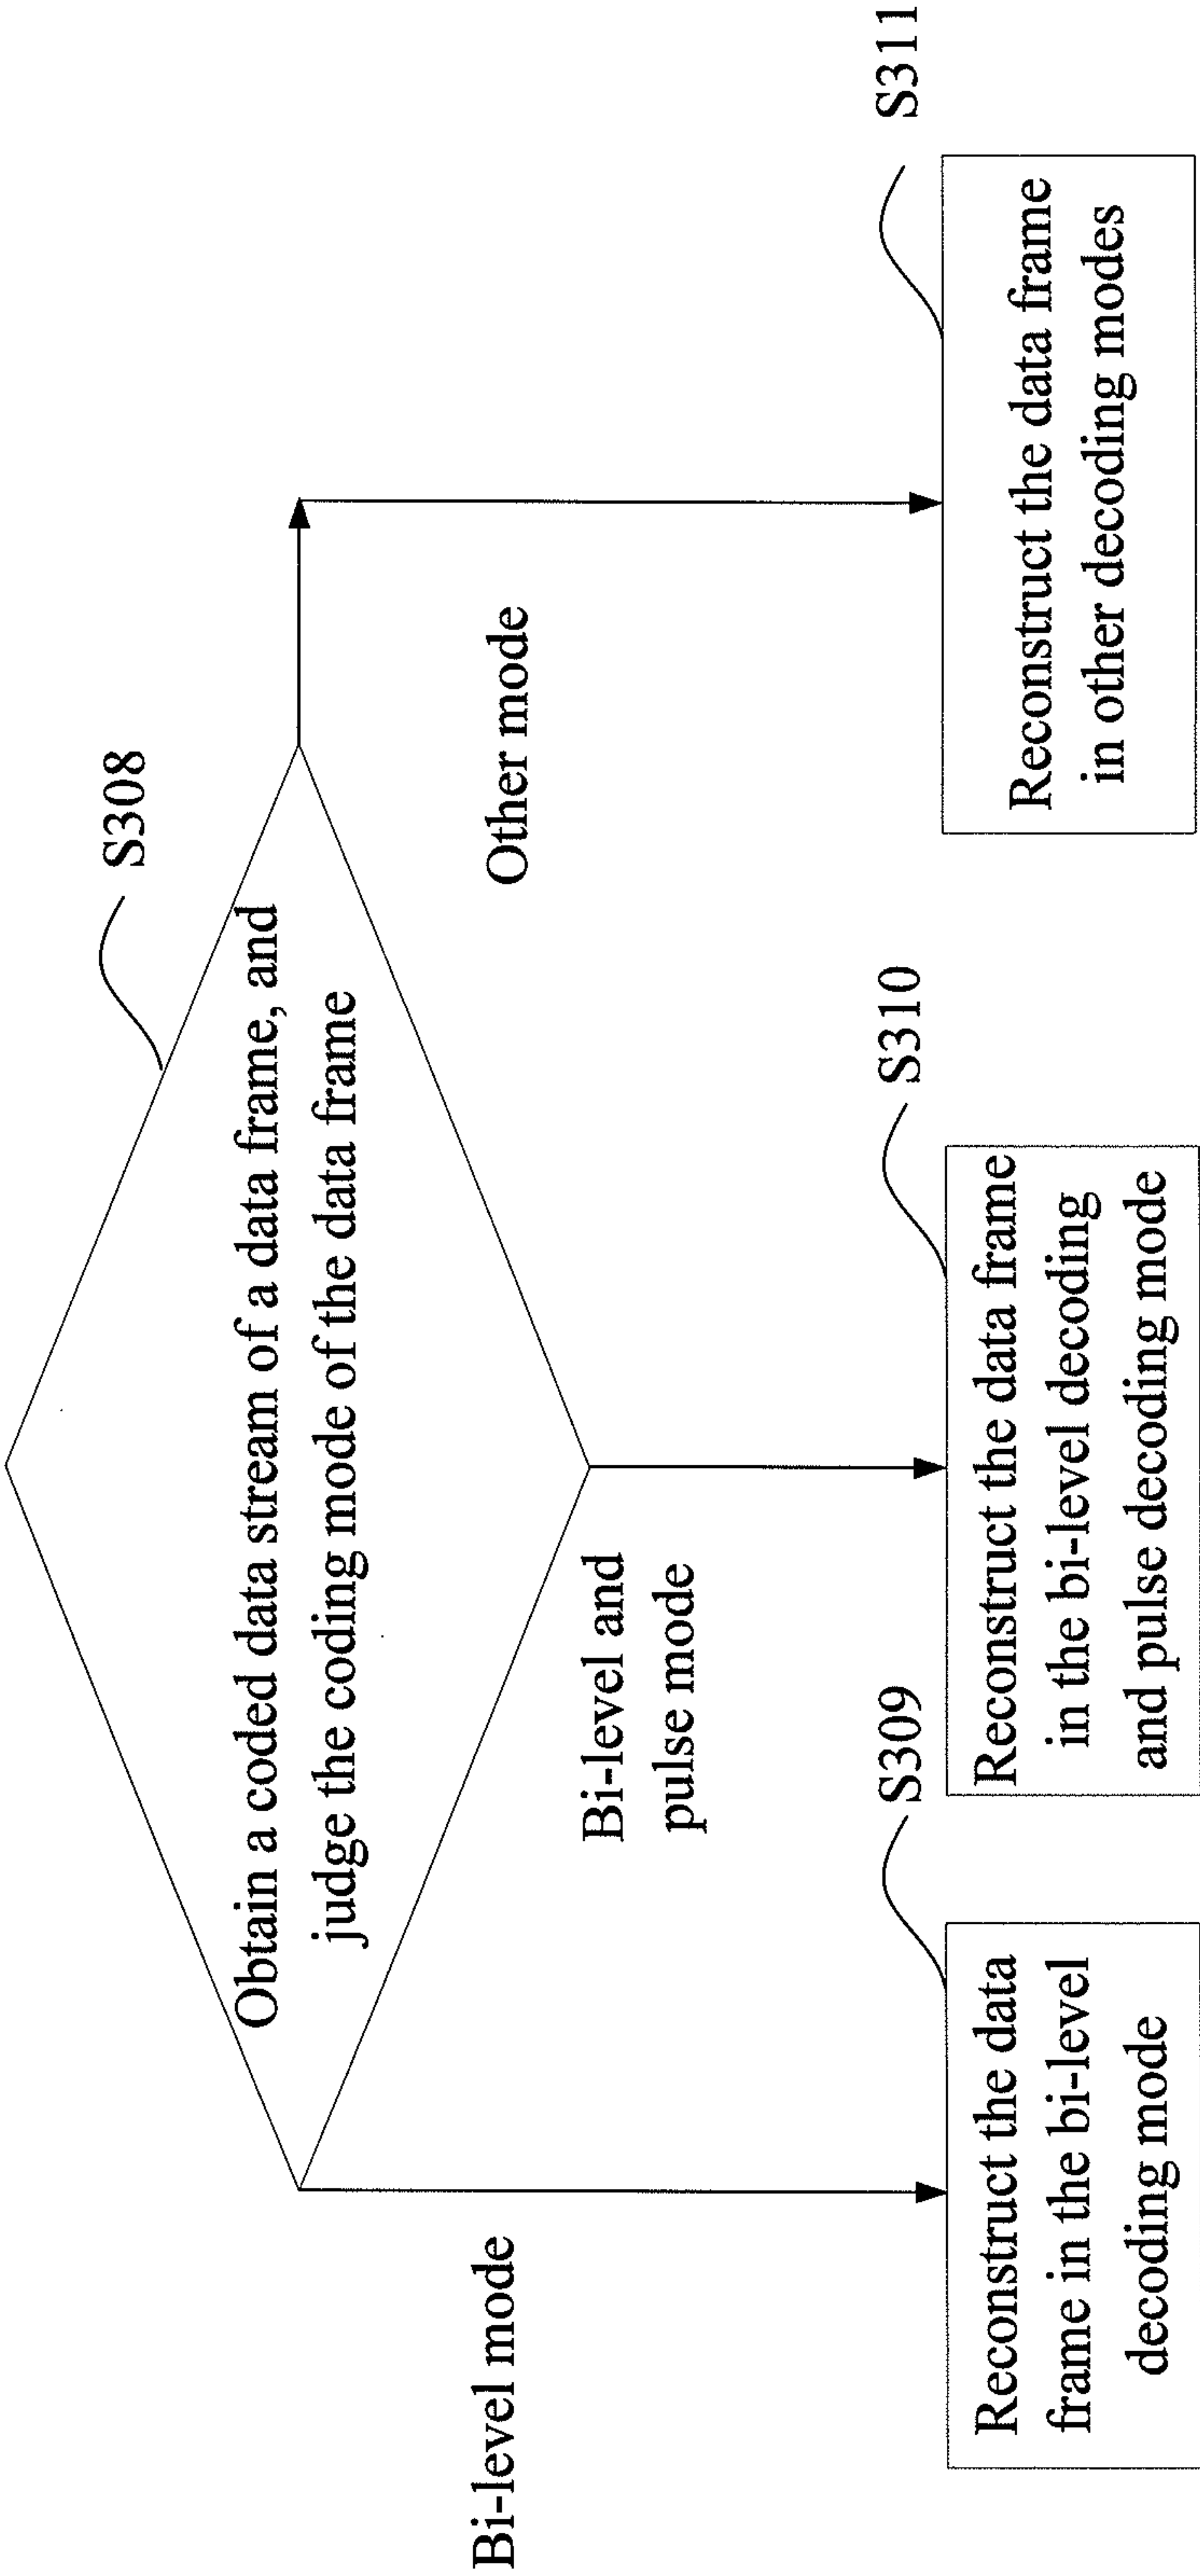 S308
Obtain a coded data stream of a data frame, and
judge the coding mode of the data frame
Bi-level mode
Bi-level and
pulse mode
Other mode
S309
Reconstruct the data
frame in the bi-level
decoding mode
S310
Reconstruct the data frame
in the bi-level decoding
and pulse decoding mode
S311
Reconstruct the data frame
in other decoding modes